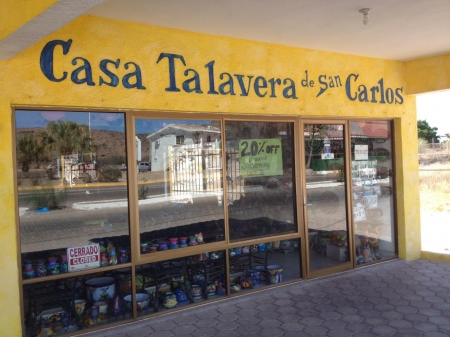 Casa Talavera de San Carlos
20% OFF
CERRADO
CLOSED